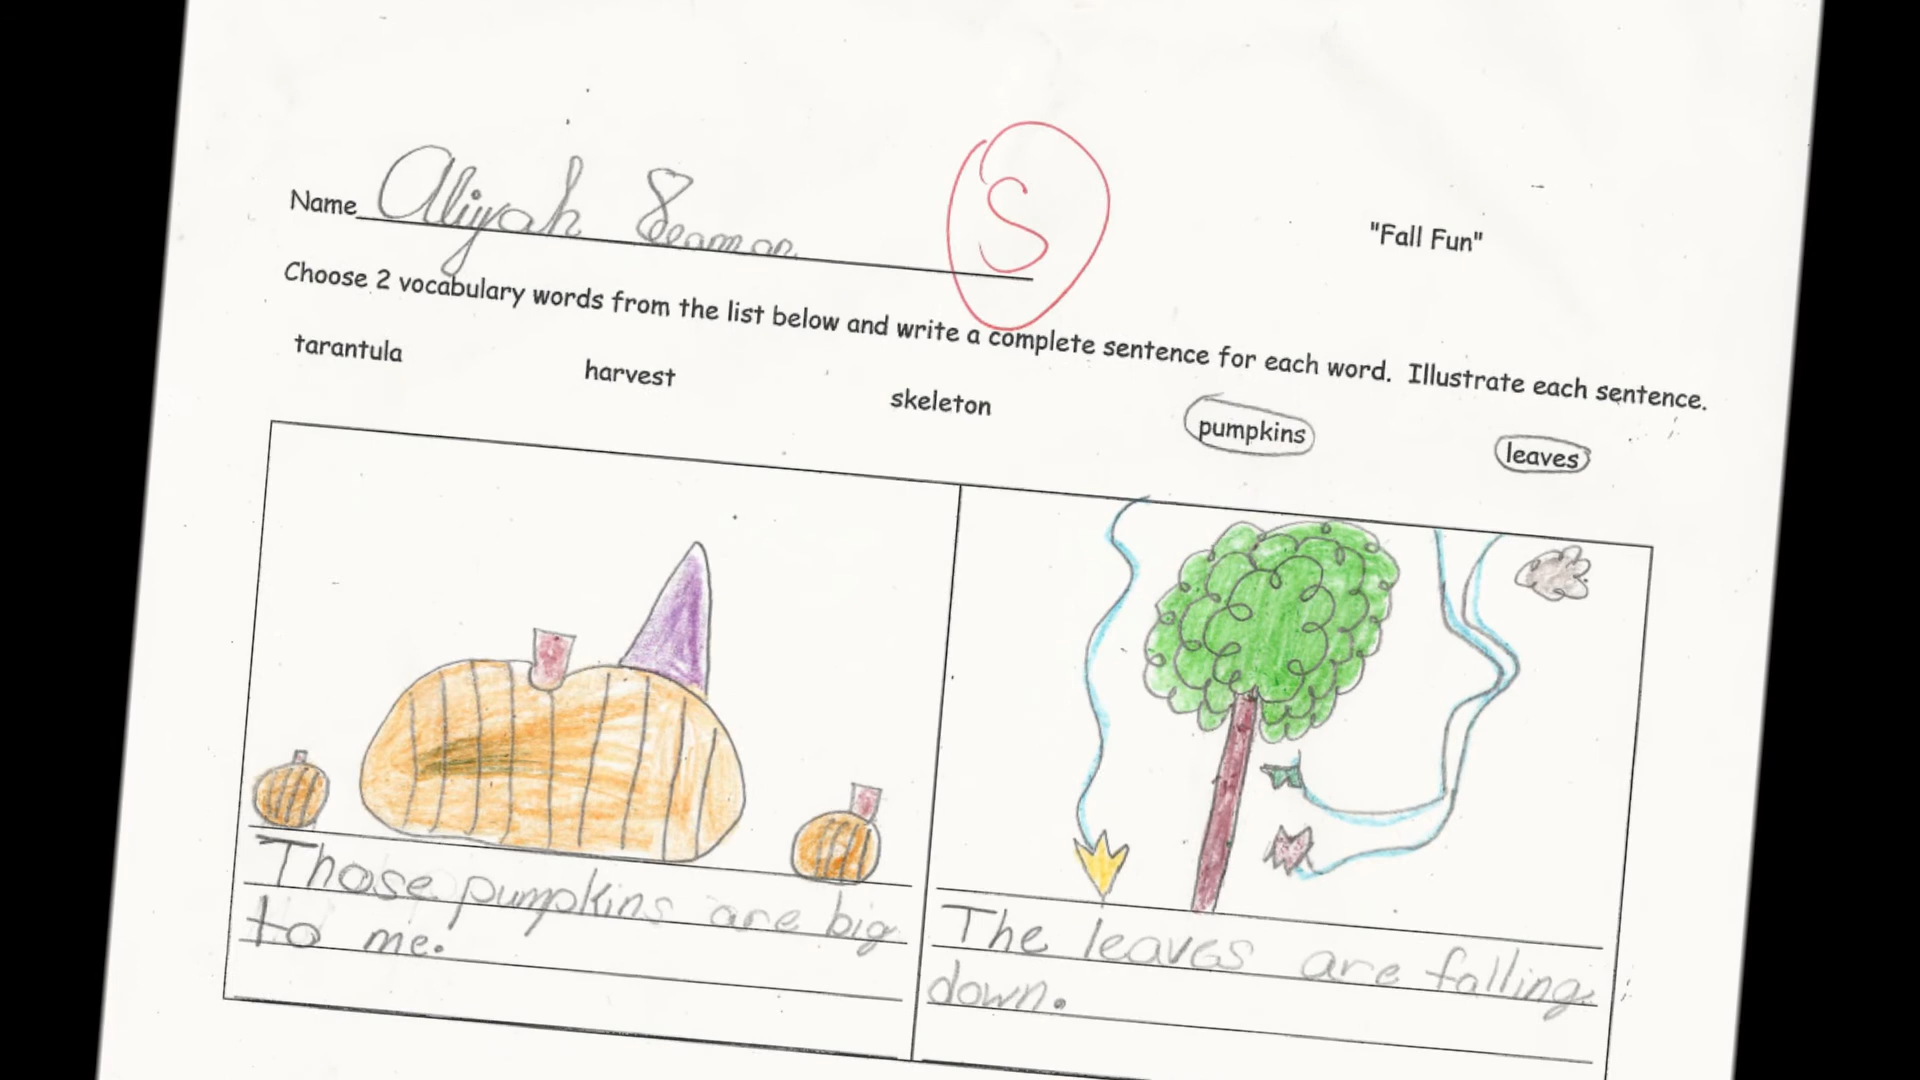 Name Aliyah Seaman
S
"Fall Fun"
Choose 2 vocabulary words from the list below and write a complete sentence for each word. Illustrate each sentence.
tarantula harvest skeleton pumpkins leaves
Those pumpkins are big
to me.
The leaves are falling
down.